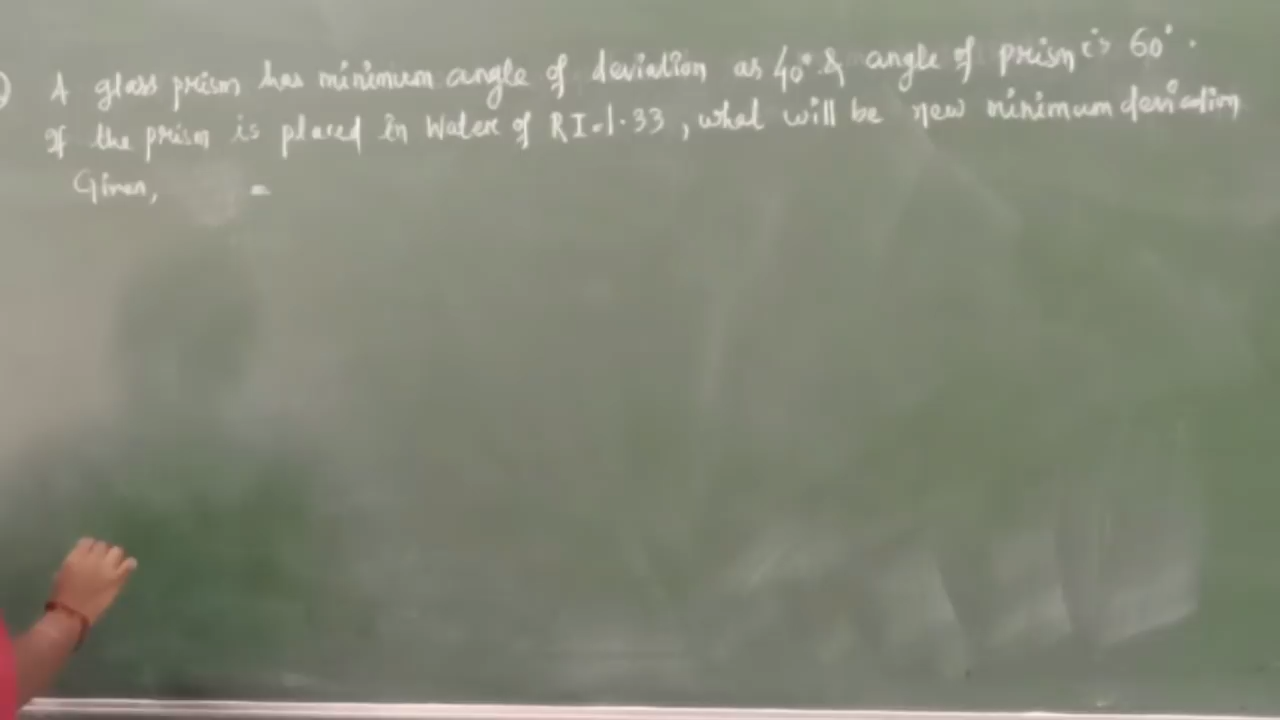 ) A glass prism has minimum angle of deviation as 40° & angle of prism is 60°.
If the prism is placed in Water of RI=1.33, what will be new minimum deviation
Given, =